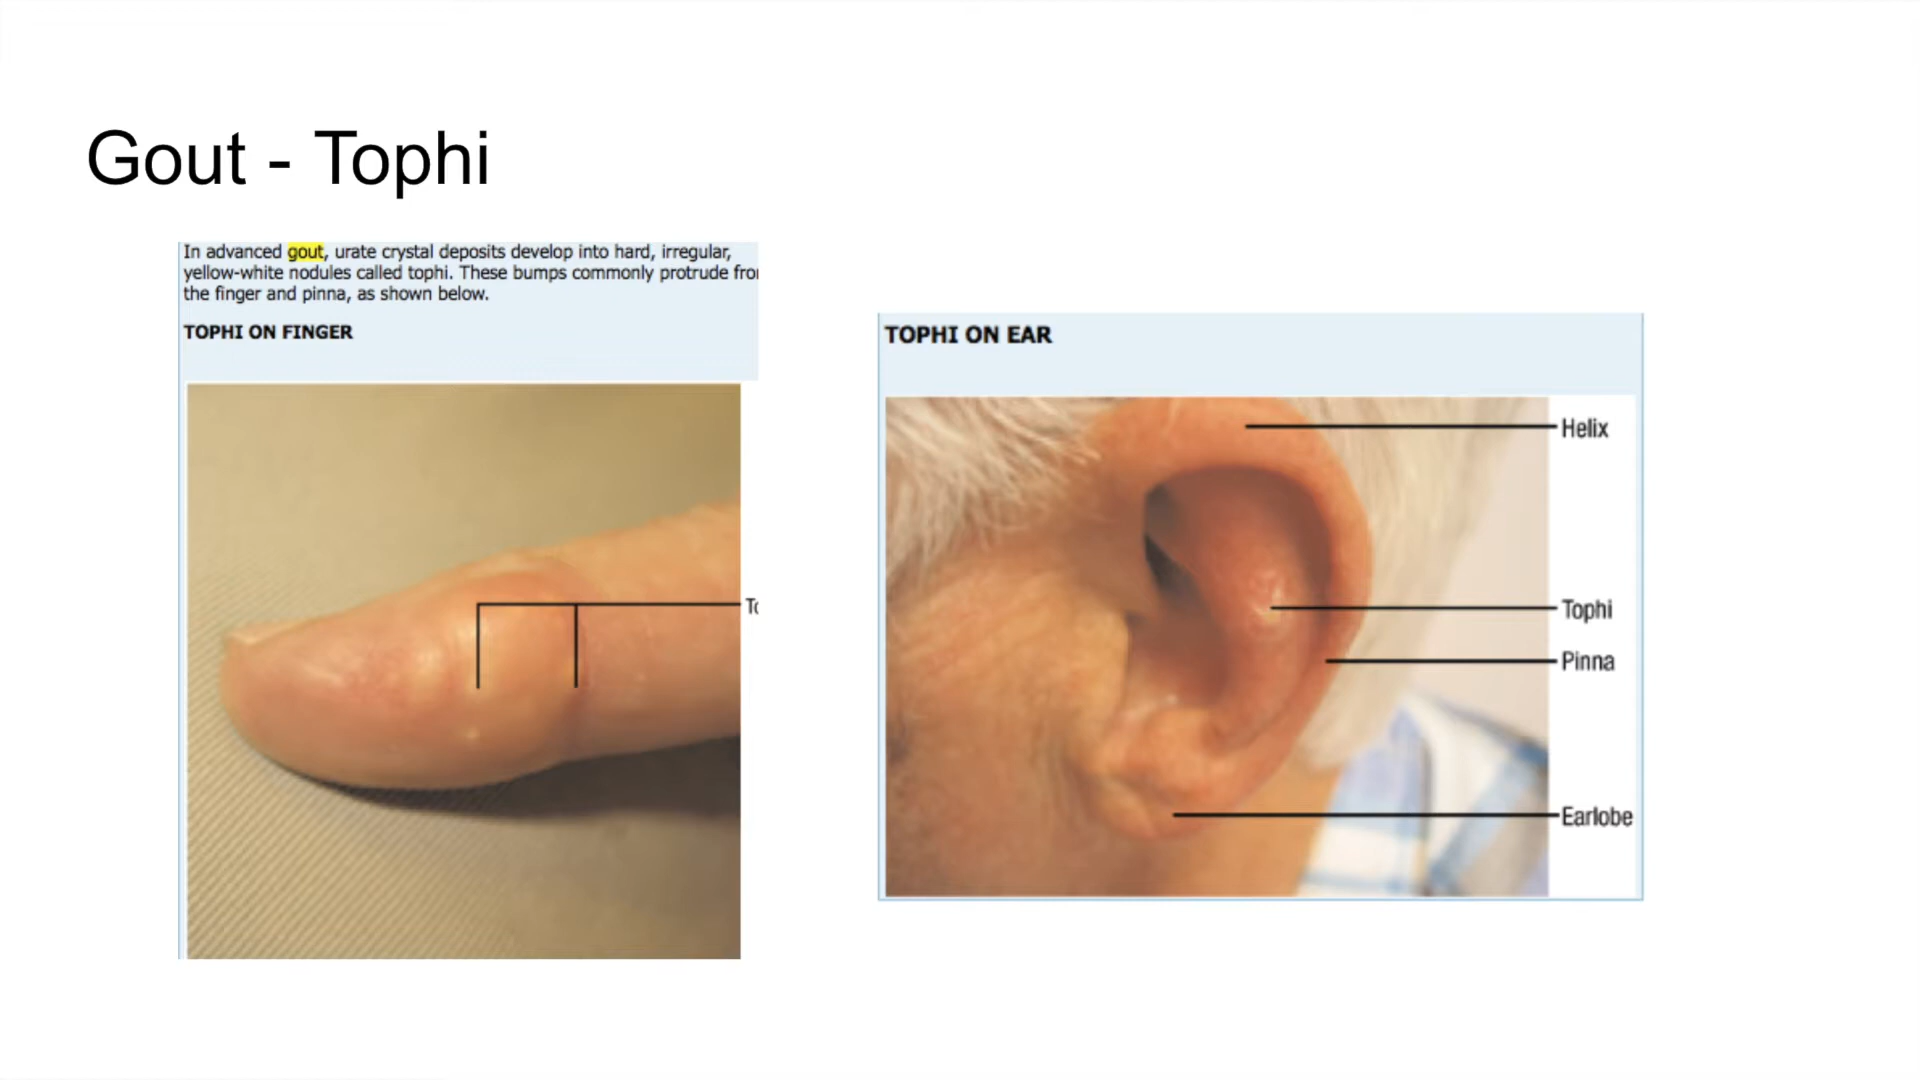 Gout - Tophi
In advanced gout, urate crystal deposits develop into hard, irregular,
yellow-white nodules called tophi. These bumps commonly protrude
the finger and pinna, as shown below.
TOPHI ON FINGER
TOPHI ON EAR
Helix
Tophi
Pinna
Earlobe